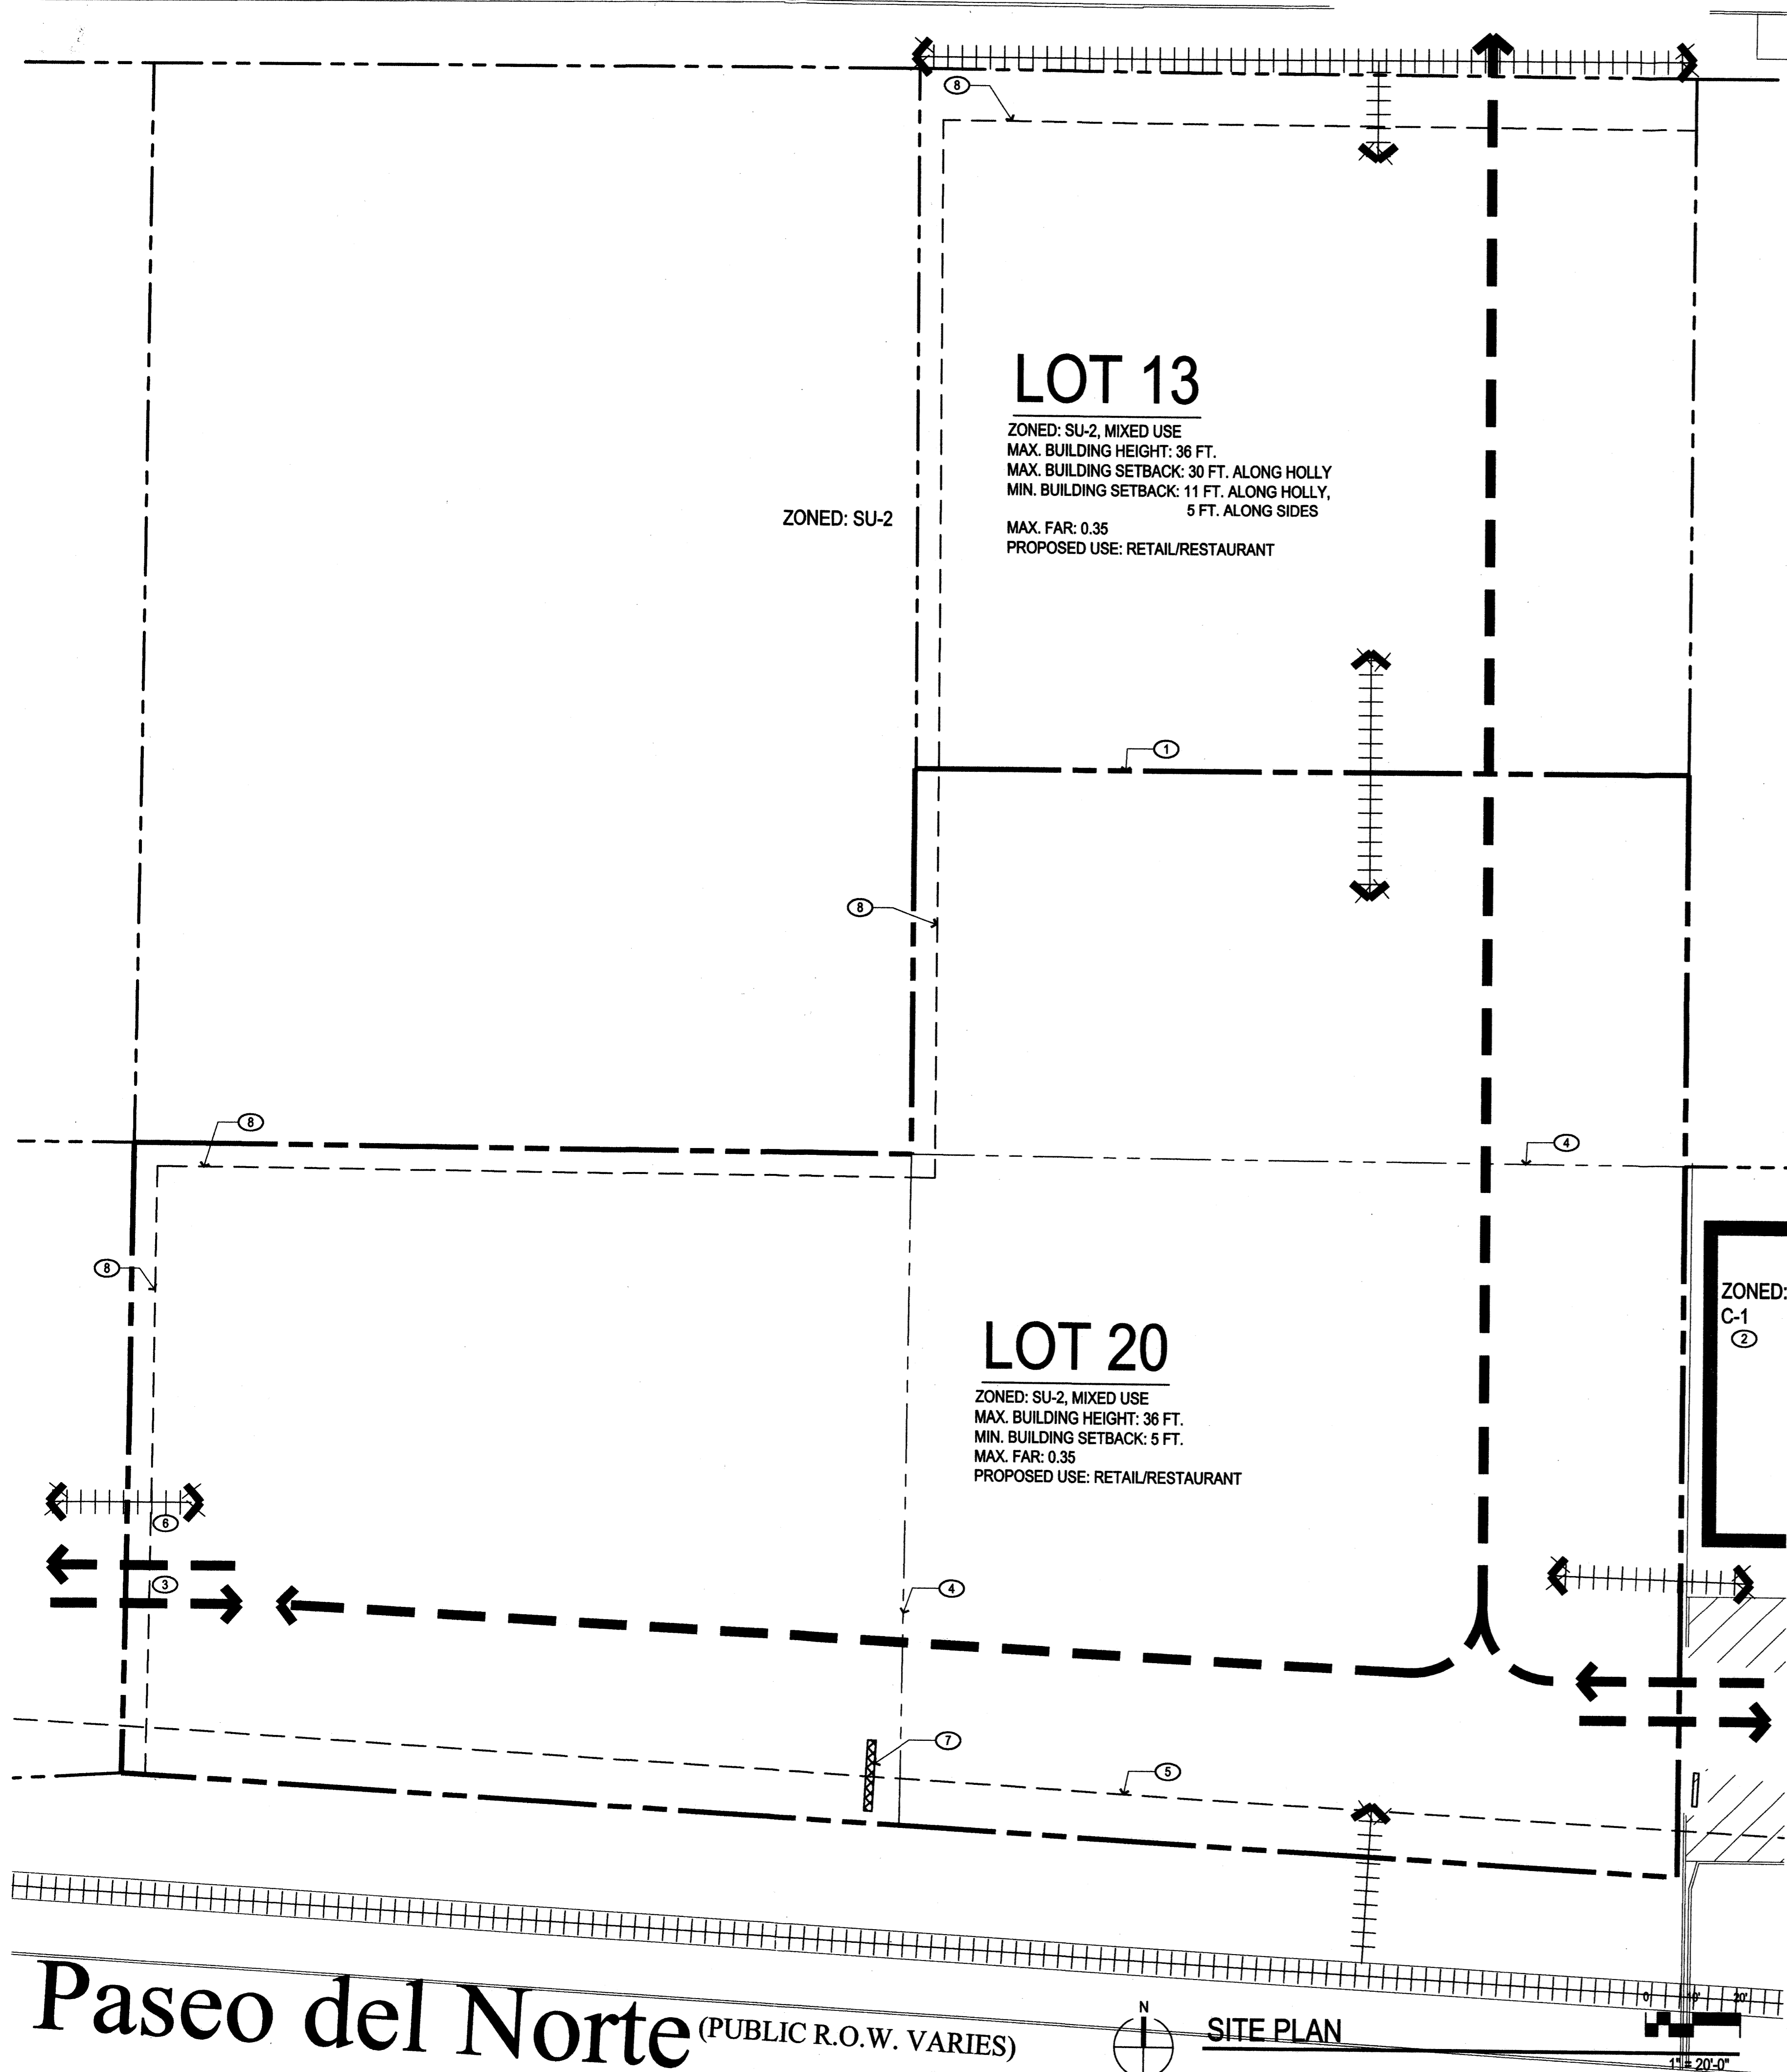 8
LOT 13
ZONED: SU-2, MIXED USE
MAX. BUILDING HEIGHT: 36 FT.
MAX. BUILDING SETBACK: 30 FT. ALONG HOLLY
MIN. BUILDING SETBACK: 11 FT. ALONG HOLLY,
5 FT. ALONG SIDES
MAX. FAR: 0.35
PROPOSED USE: RETAIL/RESTAURANT
ZONED: SU-2
1
8
8
4
8
ZONED:
C-1
2
LOT 20
ZONED: SU-2, MIXED USE
MAX. BUILDING HEIGHT: 36 FT.
MIN. BUILDING SETBACK: 5 FT.
MAX. FAR: 0.35
PROPOSED USE: RETAIL/RESTAURANT
6
3
4
7
5
Paseo del Norte (PUBLIC R.O.W. VARIES)
N
SITE PLAN
0 10' 20'
1" = 20'-0"